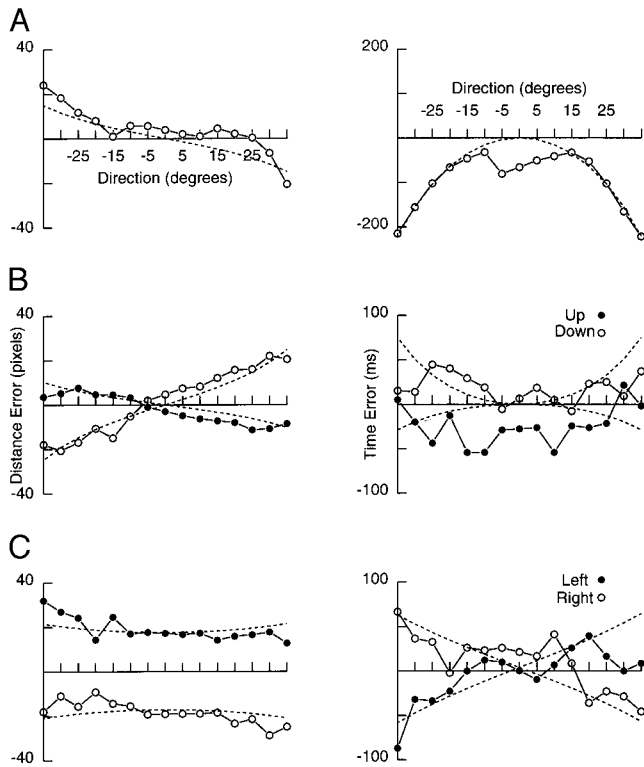 A
40
-25 -15 -5 5 15 25
Direction (degrees)
-40
200
Direction (degrees)
-25 -15 -5 5 15 25
-200
B
40
Distance Error (pixels)
-40
100
Up
Down
Time Error (ms)
-100
C
40
-40
100
Left
Right
-100